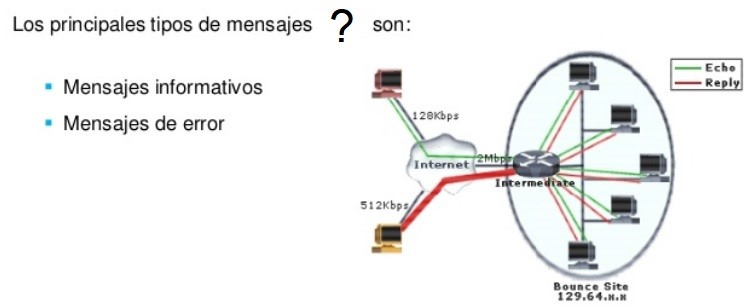 Los principales tipos de mensajes ? son:
Mensajes informativos
Mensajes de error
Echo
Reply
128Kbps
Internet
2Mbps
Intermediate
512Kbps
Bounce Site
129.64.x.x